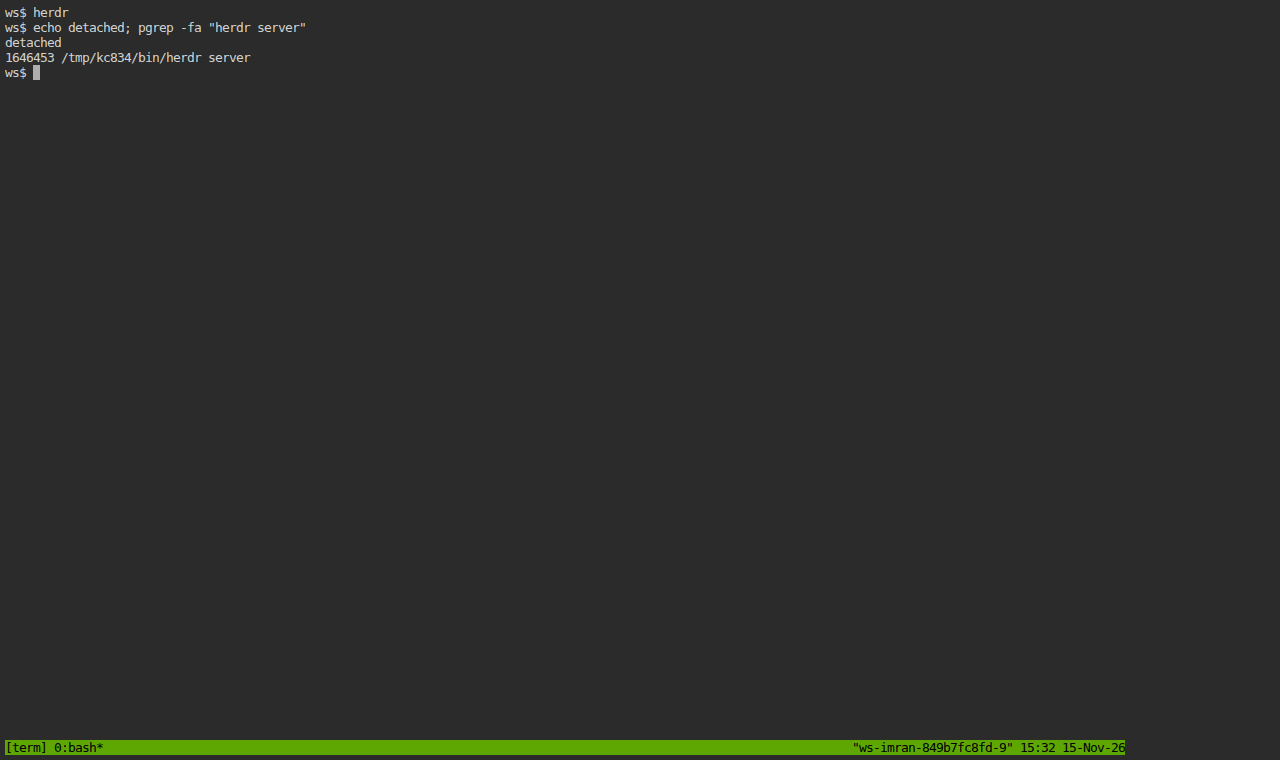 ws$ herdr
ws$ echo detached; pgrep -fa "herdr server"
detached
1646453 /tmp/kc834/bin/herdr server
ws$
[term] 0:bash* "ws-imran-849b7fc8fd-9" 15:32 15-Nov-26